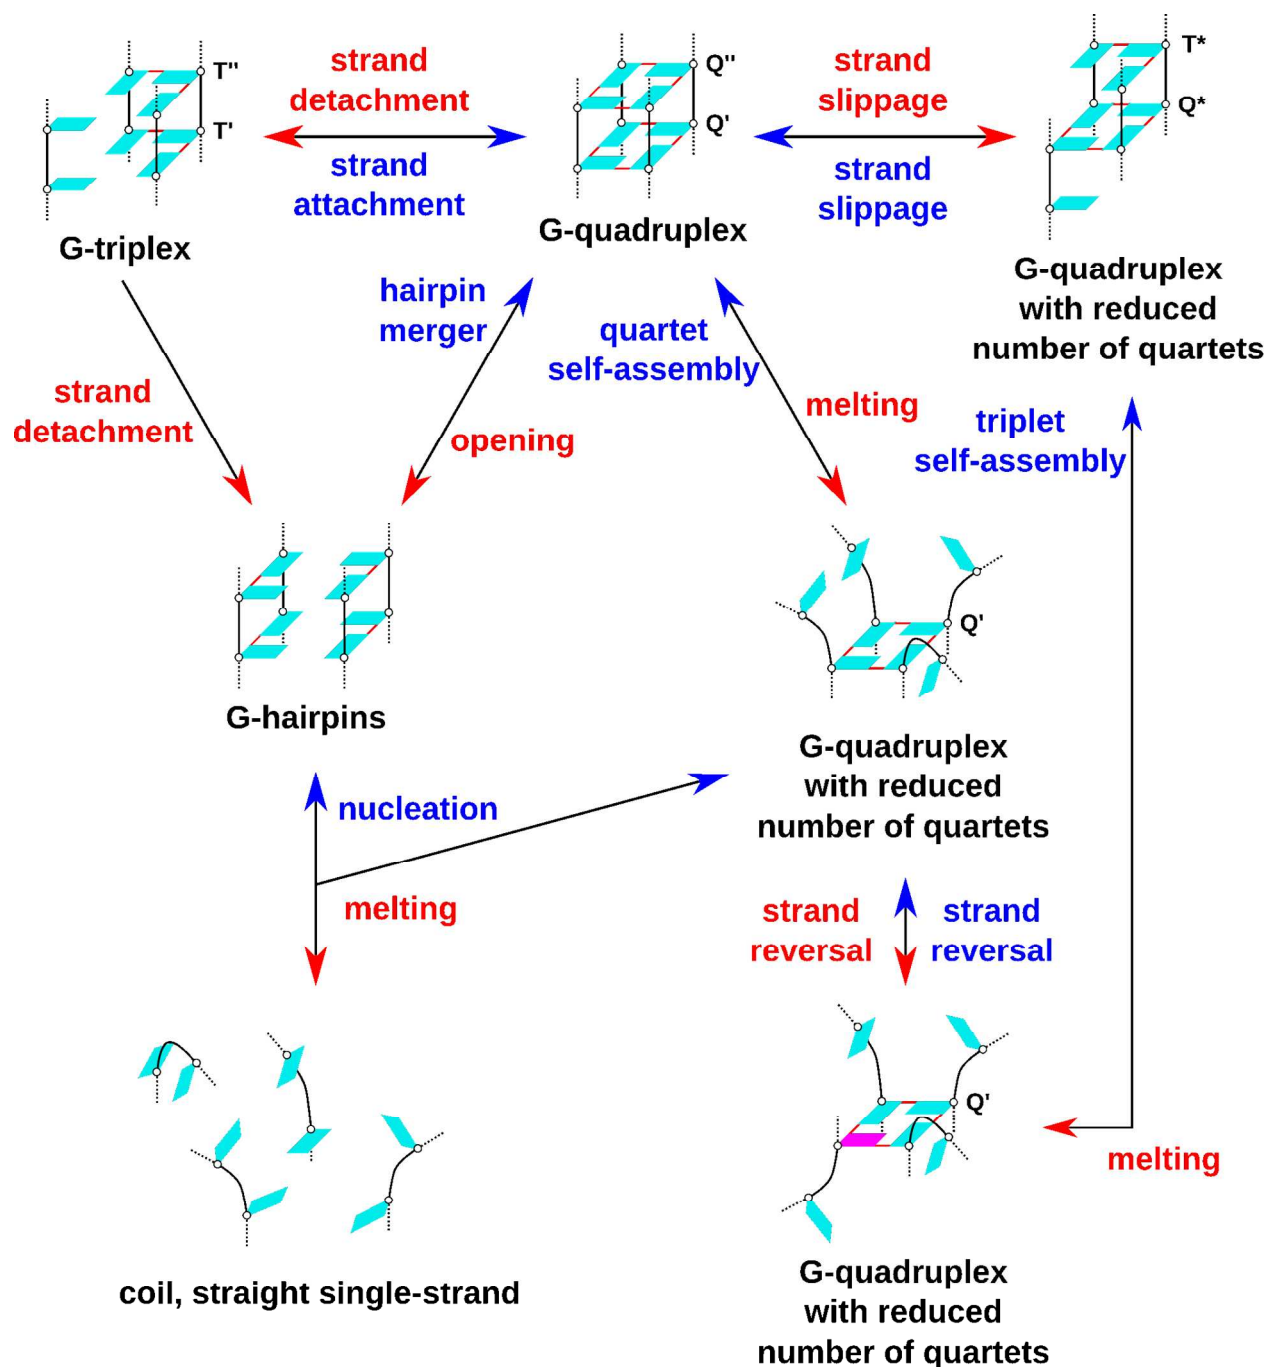 T"
T'
strand
detachment
strand
attachment
Q"
Q'
strand
slippage
strand
slippage
T*
Q*
G-triplex
G-quadruplex
G-quadruplex
with reduced
number of quartets
hairpin
merger
quartet
self-assembly
strand
detachment
opening
melting
triplet
self-assembly
Q'
G-hairpins
G-quadruplex
with reduced
number of quartets
nucleation
melting
strand
reversal
strand
reversal
Q'
melting
coil, straight single-strand
G-quadruplex
with reduced
number of quartets